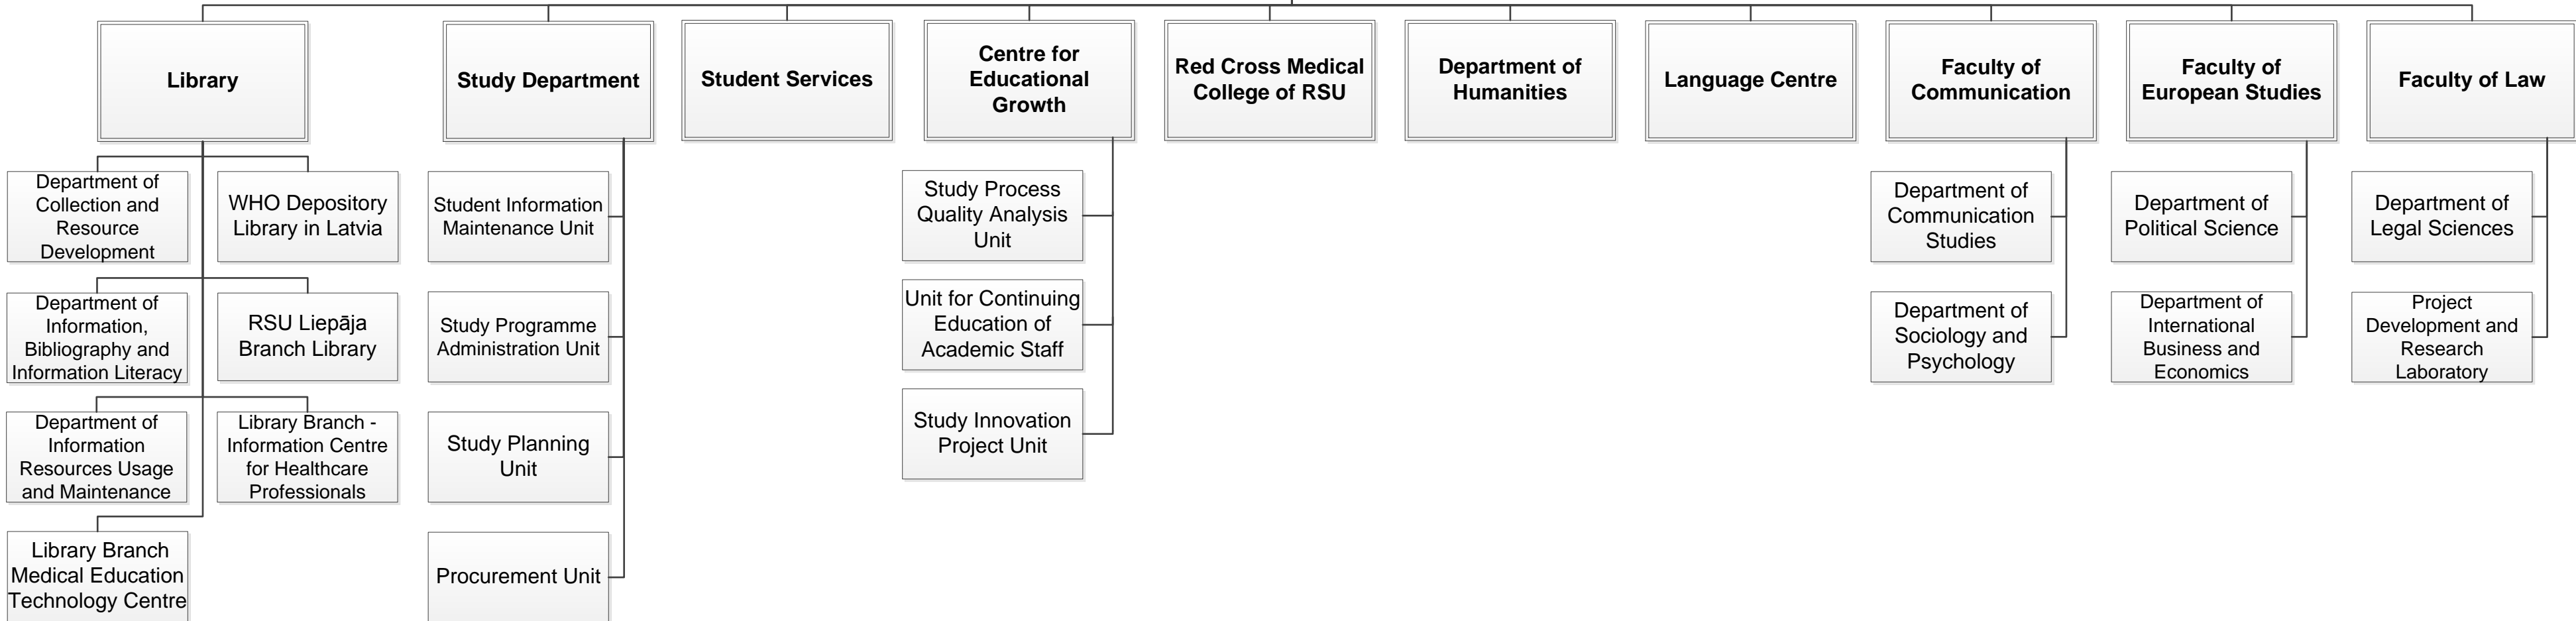 Library
Study Department
Student Services
Centre for
Educational
Growth
Red Cross Medical
College of RSU
Department of
Humanities
Language Centre
Faculty of
Communication
Faculty of
European Studies
Faculty of Law
Department of
Collection and
Resource
Development
WHO Depository
Library in Latvia
Department of
Information,
Bibliography and
Information Literacy
RSU Liepāja
Branch Library
Department of
Information
Resources Usage
and Maintenance
Library Branch -
Information Centre
for Healthcare
Professionals
Library Branch
Medical Education
Technology Centre
Student Information
Maintenance Unit
Study Programme
Administration Unit
Study Planning
Unit
Procurement Unit
Study Process
Quality Analysis
Unit
Unit for Continuing
Education of
Academic Staff
Study Innovation
Project Unit
Department of
Communication
Studies
Department of
Sociology and
Psychology
Department of
Political Science
Department of
International
Business and
Economics
Department of
Legal Sciences
Project
Development and
Research
Laboratory